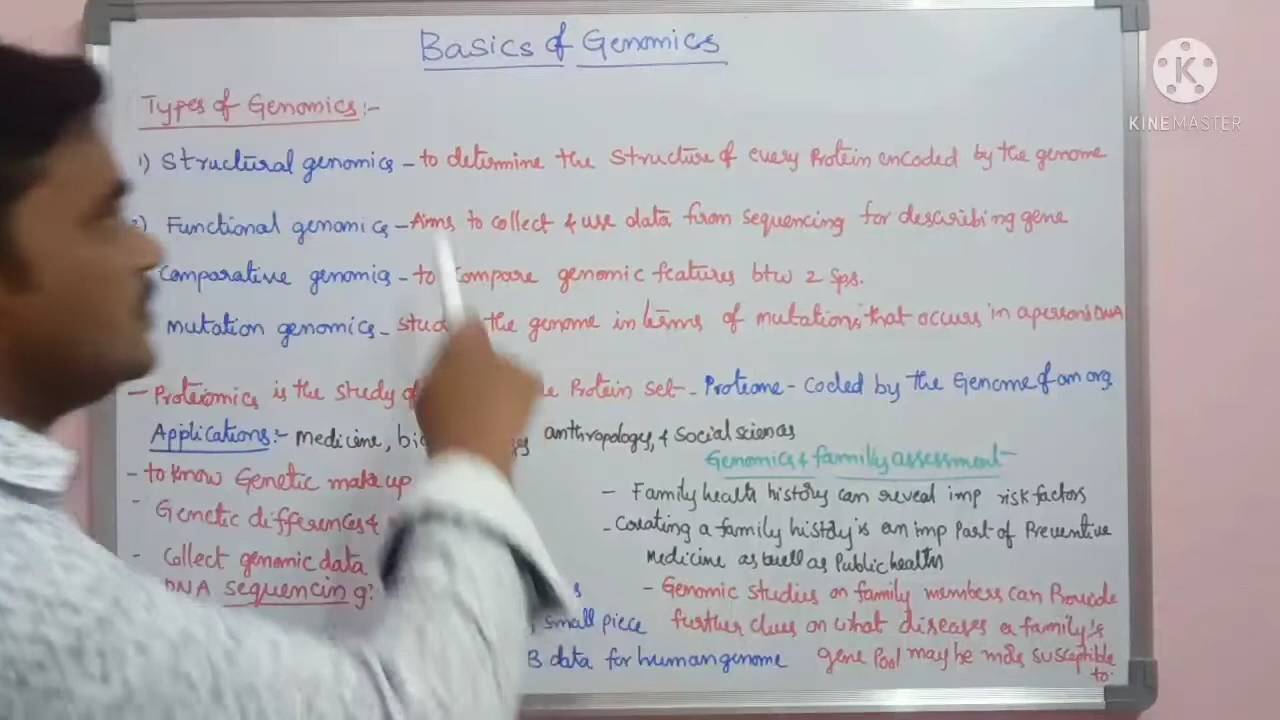 Basics of Genomics
Types of Genomics:-
1) Structural genomics - to determine the structure of every Protein encoded by the genome
Functional genomics - Aims to collect & use data from sequencing for describing gene
Comparative genomics - to compare genomic features btw 2 Sps.
mutation genomics - the genome in terms of mutations that occurs in a person's DNA
- Proteomics is the study of Protein set - Proteome - coded by the Genome of an org.
Applications:- medicine, anthropology, & Social sciences
- to know Genetic make up
- Genetic differences &
- Collect genomic data
DNA sequencing?
small piece
data for human genome
Genomics & family assessment -
- Family health history can reveal imp risk factors
- Creating a family history is an imp Part of Preventive
Medicine as well as Public health
- Genomic studies on family members can Provide
further clues on what diseases a family's
gene Pool may be more susceptible
to.
K
KINEMASTER